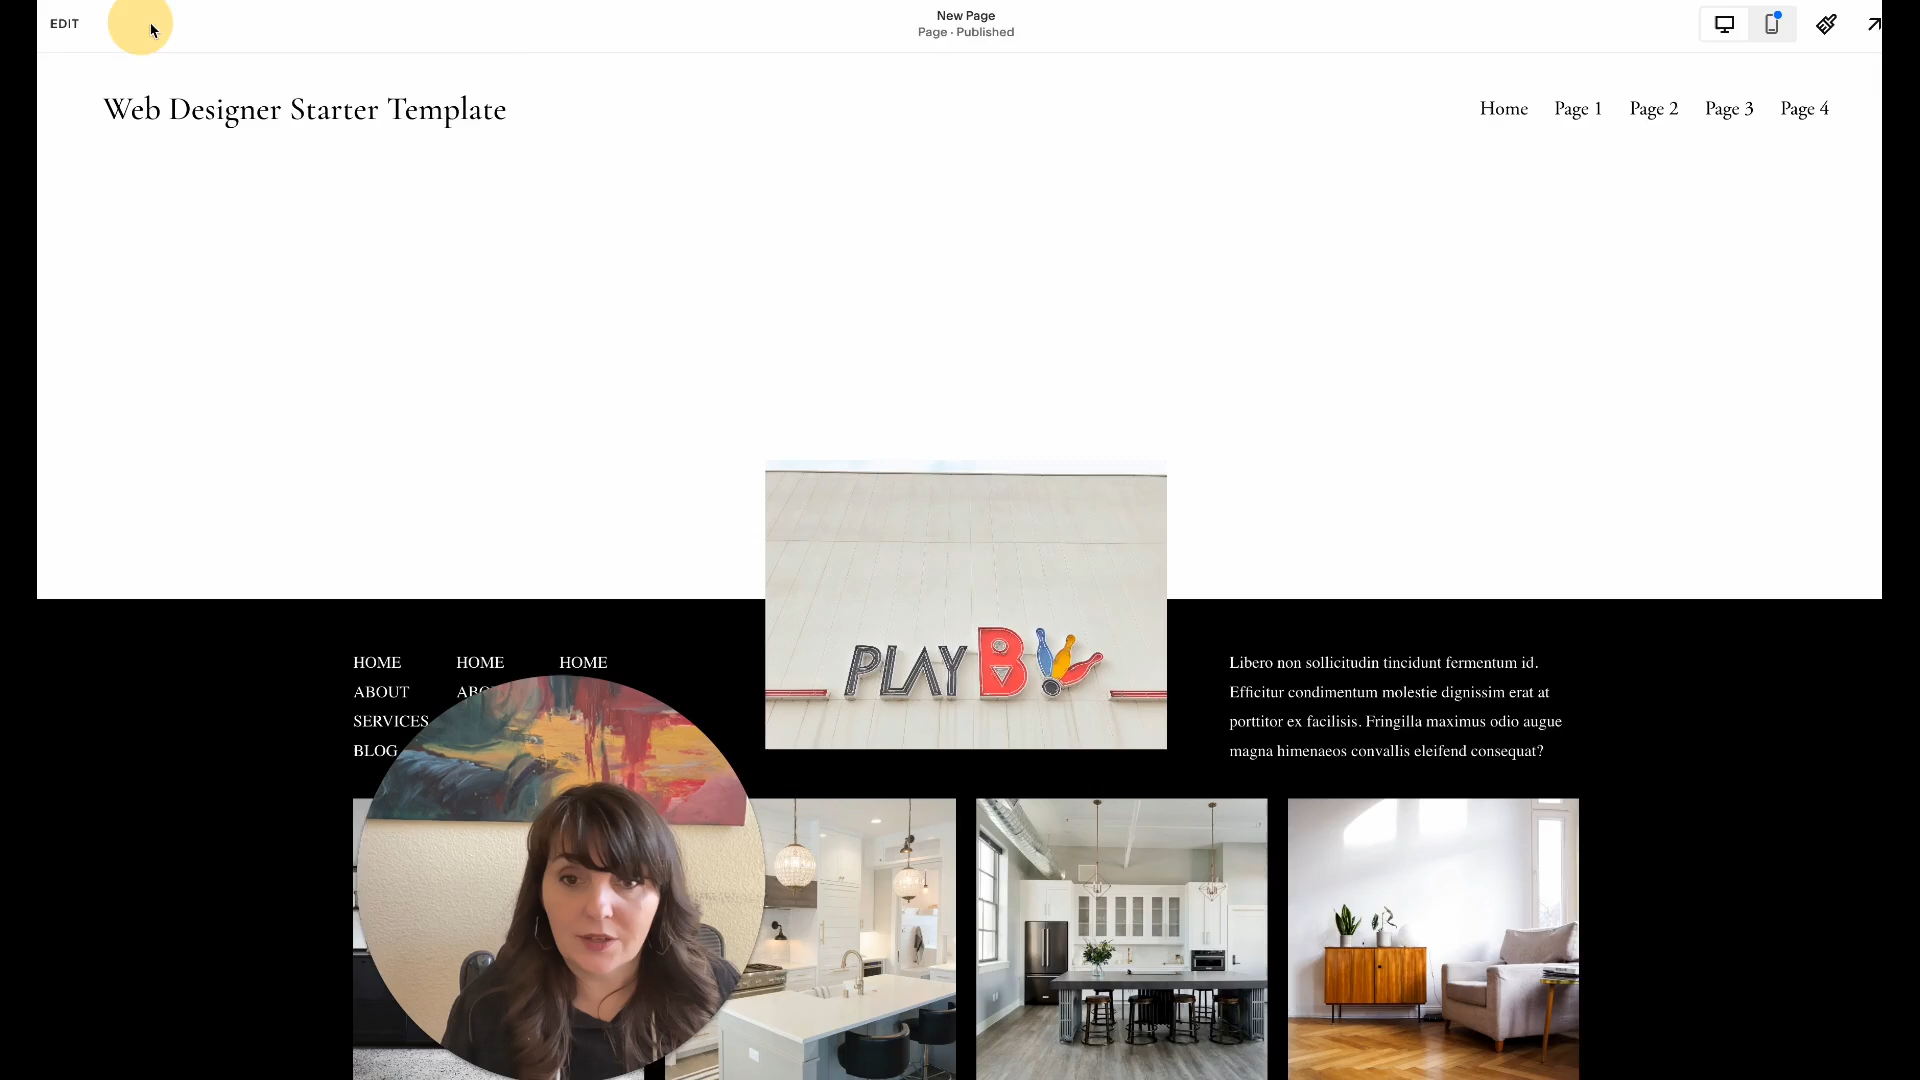 EDIT
New Page
Page · Published
Web Designer Starter Template
Home Page 1 Page 2 Page 3 Page 4
PLAY B
HOME HOME HOME
ABOUT
SERVICES
BLOG
Libero non sollicitudin tincidunt fermentum id.
Efficitur condimentum molestie dignissim erat at
porttitor ex facilisis. Fringilla maximus odio augue
magna himenaeos convallis eleifend consequat?